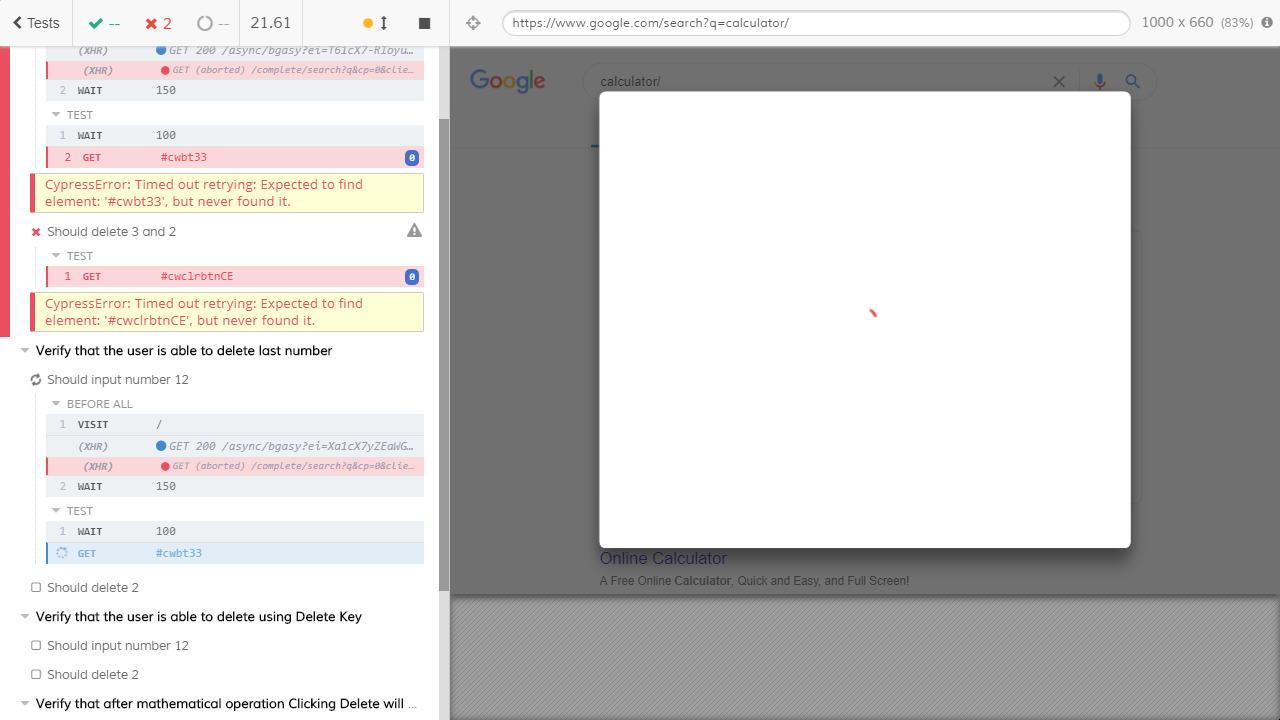 Tests
--
2
--
21.61
https://www.google.com/search?q=calculator/
1000 x 660 (83%)
(XHR) GET 200 /async/bgasy?ei=T6lcX7-RIoyu...
(XHR) GET (aborted) /complete/search?q&cp=0&clie...
2 WAIT 150
TEST
1 WAIT 100
2 GET #cwbt33 0
CypressError: Timed out retrying: Expected to find
element: '#cwbt33', but never found it.
Should delete 3 and 2
TEST
1 GET #cwclrbtnCE 0
CypressError: Timed out retrying: Expected to find
element: '#cwclrbtnCE', but never found it.
Verify that the user is able to delete last number
Should input number 12
BEFORE ALL
1 VISIT /
(XHR) GET 200 /async/bgasy?ei=Xa1cX7yZEaWG...
(XHR) GET (aborted) /complete/search?q&cp=0&clie...
2 WAIT 150
TEST
1 WAIT 100
GET #cwbt33
Should delete 2
Verify that the user is able to delete using Delete Key
Should input number 12
Should delete 2
Verify that after mathematical operation Clicking Delete will ...
Google
calculator/
Online Calculator
A Free Online Calculator, Quick and Easy, and Full Screen!